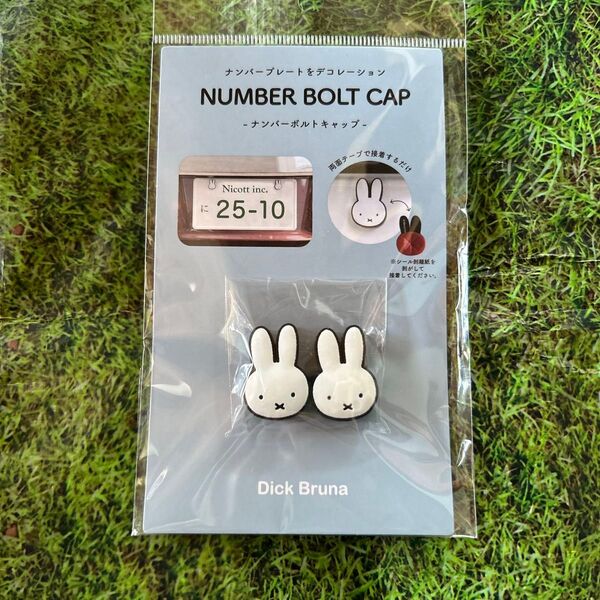 ナンバープレートをデコレーション
NUMBER BOLT CAP
- ナンバーボルトキャップ -
両面テープで接着するだけ
Nicott inc.
に 25-10
※シール剥離紙を
剥がして
接着してください。
Dick Bruna